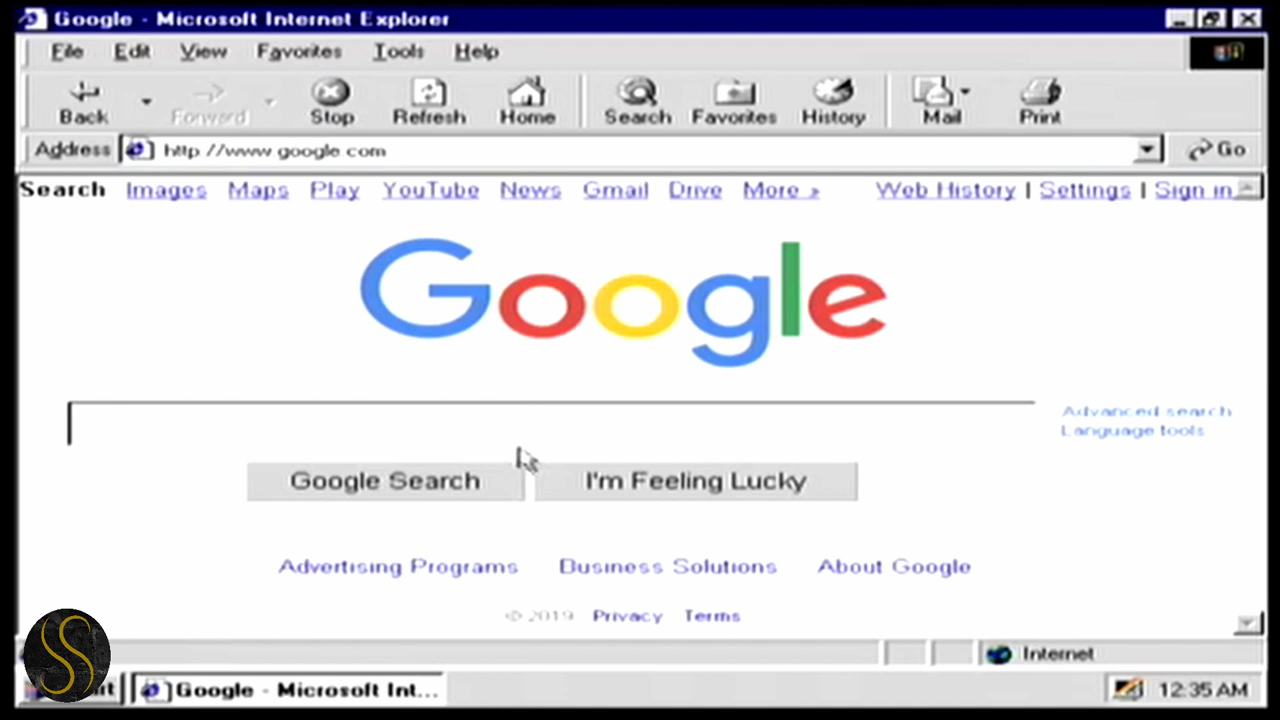 Google - Microsoft Internet Explorer
File Edit View Favorites Tools Help
Back Forward Stop Refresh Home Search Favorites History Mail Print
Address http //www google com Go
Search Images Maps Play YouTube News Gmail Drive More » Web History | Settings | Sign in
Google
Advanced search
Language tools
Google Search I'm Feeling Lucky
Advertising Programs Business Solutions About Google
© 2019 Privacy Terms
Internet
Google - Microsoft Int... 12:35 AM